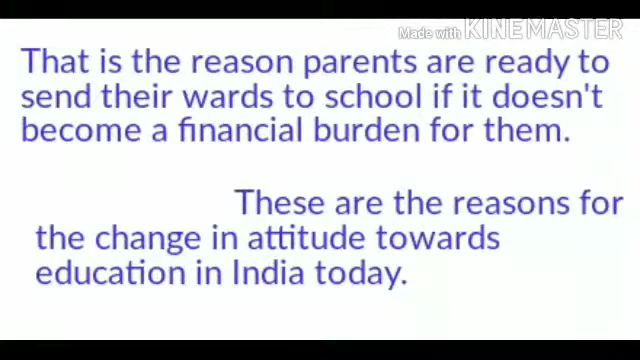 Made with KINEMASTER
That is the reason parents are ready to
send their wards to school if it doesn't
become a financial burden for them.
These are the reasons for
the change in attitude towards
education in India today.